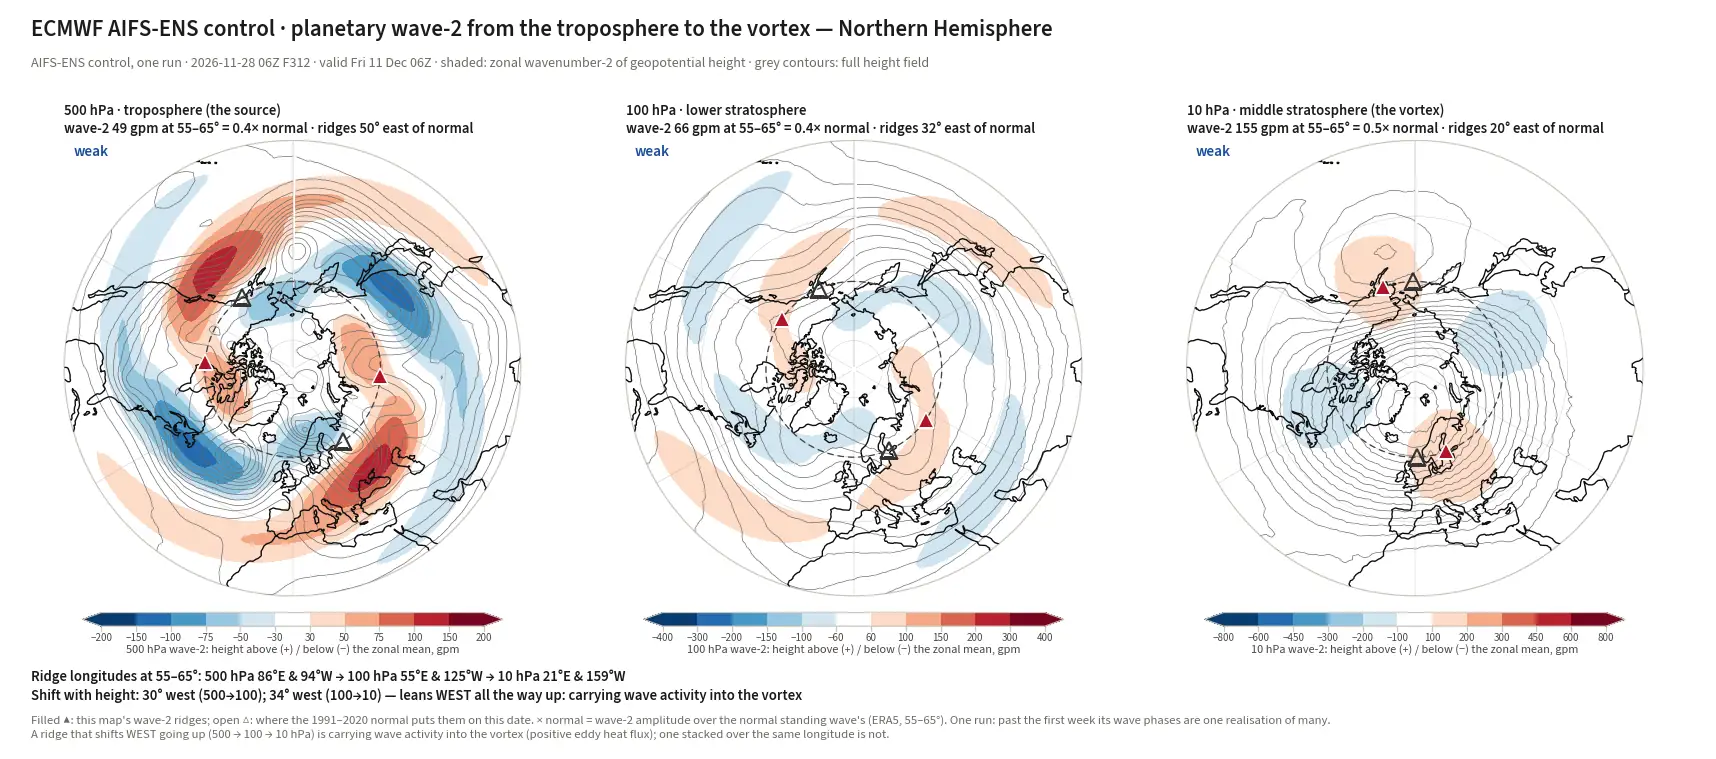 ECMWF AIFS-ENS control · planetary wave-2 from the troposphere to the vortex — Northern Hemisphere
AIFS-ENS control, one run · 2026-11-28 06Z F312 · valid Fri 11 Dec 06Z · shaded: zonal wavenumber-2 of geopotential height · grey contours: full height field
500 hPa · troposphere (the source)
wave-2 49 gpm at 55–65° = 0.4× normal · ridges 50° east of normal
weak
100 hPa · lower stratosphere
wave-2 66 gpm at 55–65° = 0.4× normal · ridges 32° east of normal
weak
10 hPa · middle stratosphere (the vortex)
wave-2 155 gpm at 55–65° = 0.5× normal · ridges 20° east of normal
weak
−200 −150 −100 −75 −50 −30 30 50 75 100 150 200
500 hPa wave-2: height above (+) / below (−) the zonal mean, gpm
−400 −300 −200 −150 −100 −60 60 100 150 200 300 400
100 hPa wave-2: height above (+) / below (−) the zonal mean, gpm
−800 −600 −450 −300 −200 −100 100 200 300 450 600 800
10 hPa wave-2: height above (+) / below (−) the zonal mean, gpm
Ridge longitudes at 55–65°: 500 hPa 86°E & 94°W → 100 hPa 55°E & 125°W → 10 hPa 21°E & 159°W
Shift with height: 30° west (500→100); 34° west (100→10) — leans WEST all the way up: carrying wave activity into the vortex
Filled ▲: this map's wave-2 ridges; open △: where the 1991–2020 normal puts them on this date. × normal = wave-2 amplitude over the normal standing wave's (ERA5, 55–65°). One run: past the first week its wave phases are one realisation of many.
A ridge that shifts WEST going up (500 → 100 → 10 hPa) is carrying wave activity into the vortex (positive eddy heat flux); one stacked over the same longitude is not.